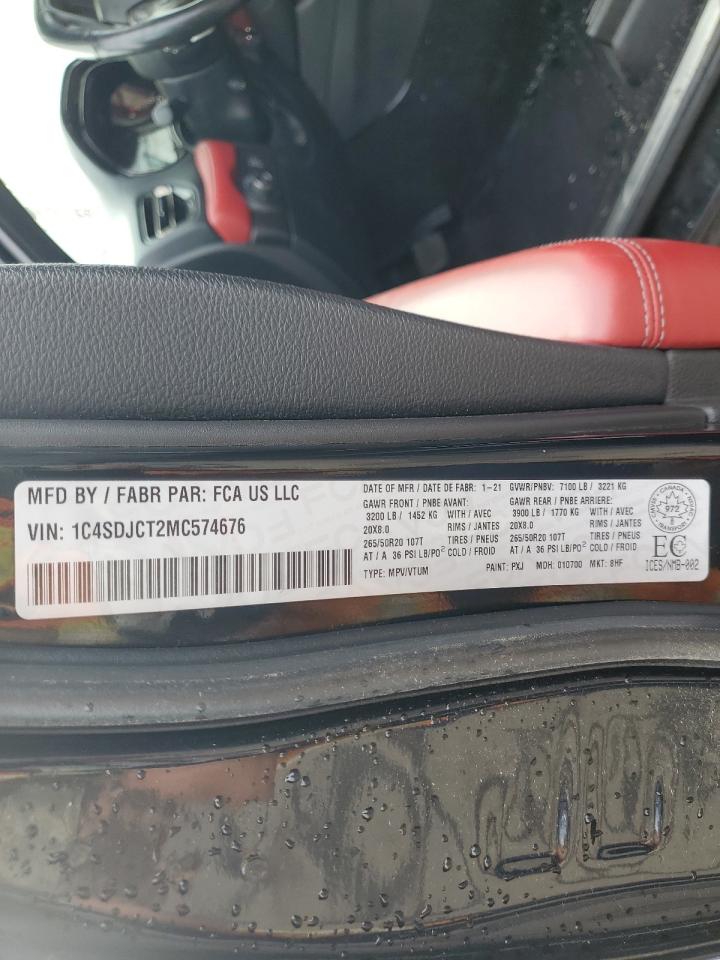 MFD BY / FABR PAR: FCA US LLC
VIN: 1C4SDJCT2MC574676
DATE OF MFR / DATE DE FABR: 1-21 GVWR/PNBV: 7100 LB / 3221 KG
GAWR FRONT / PNBE AVANT: GAWR REAR / PNBE ARRIERE:
3200 LB / 1452 KG WITH / AVEC 3900 LB / 1770 KG WITH / AVEC
20X8.0 RIMS / JANTES 20X8.0 RIMS / JANTES
265/50R20 107T TIRES / PNEUS 265/50R20 107T TIRES / PNEUS
AT / A 36 PSI LB/PO² COLD / FROID AT / A 36 PSI LB/PO² COLD / FROID
TYPE: MPV/VTUM PAINT: PXJ MDH: 010700 MKT: 8HF
CANADA
972
TRANSPORT
EC
ICES/NMB-002